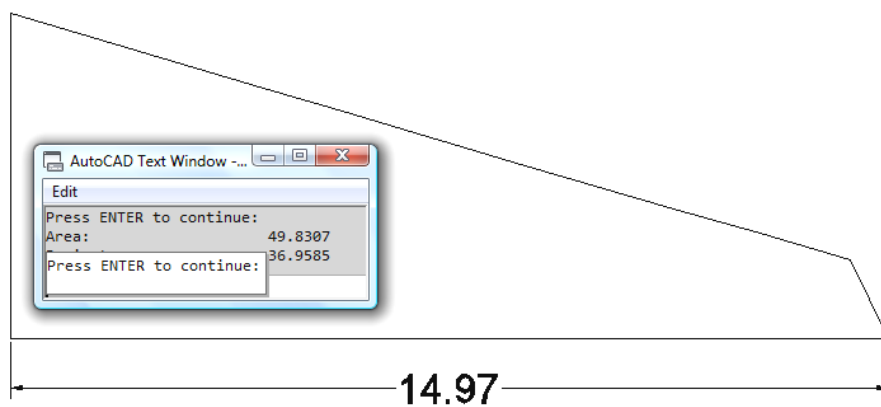 AutoCAD Text Window -...
Edit
Press ENTER to continue:
Area: 49.8307
36.9585
Press ENTER to continue:
14.97